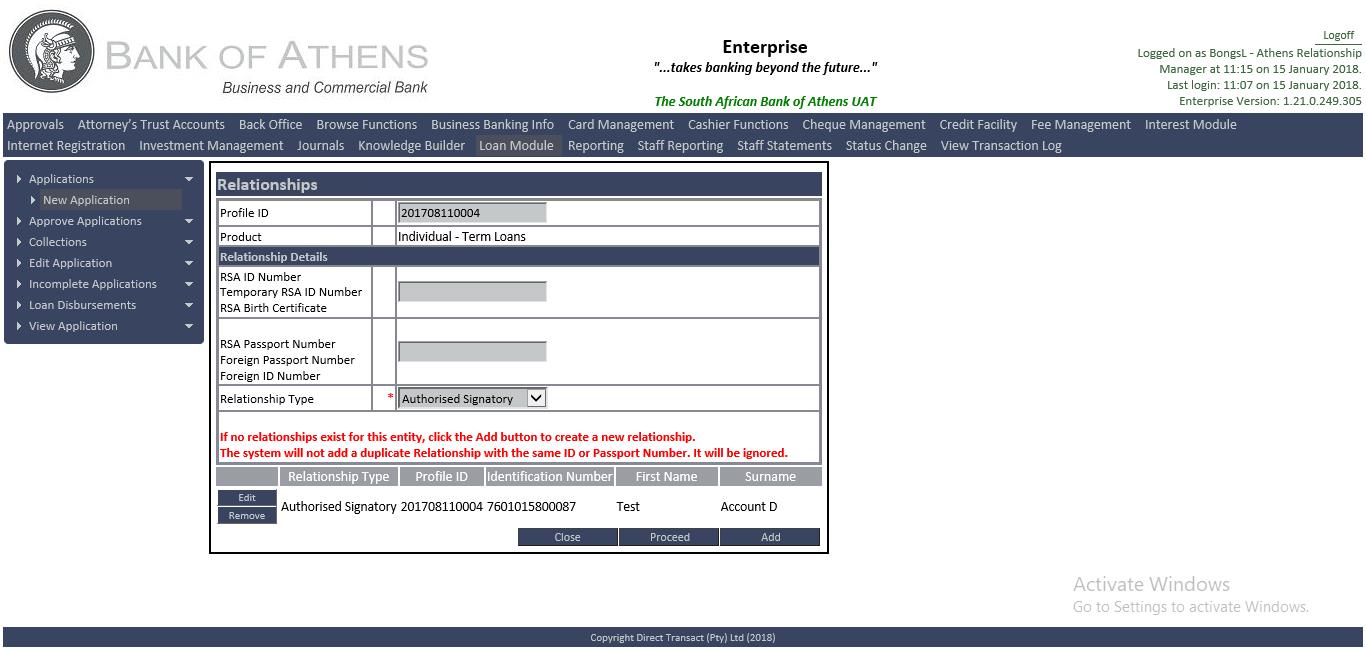 BANK OF ATHENS
Business and Commercial Bank
Enterprise
"...takes banking beyond the future..."
The South African Bank of Athens UAT
Logoff
Logged on as BongsL - Athens Relationship
Manager at 11:15 on 15 January 2018.
Last login: 11:07 on 15 January 2018.
Enterprise Version: 1.21.0.249.305
Approvals Attorney's Trust Accounts Back Office Browse Functions Business Banking Info Card Management Cashier Functions Cheque Management Credit Facility Fee Management Interest Module
Internet Registration Investment Management Journals Knowledge Builder Loan Module Reporting Staff Reporting Staff Statements Status Change View Transaction Log
Applications
New Application
Approve Applications
Collections
Edit Application
Incomplete Applications
Loan Disbursements
View Application
Relationships
Profile ID 201708110004
Product Individual - Term Loans
Relationship Details
RSA ID Number
Temporary RSA ID Number
RSA Birth Certificate
RSA Passport Number
Foreign Passport Number
Foreign ID Number
Relationship Type * Authorised Signatory
If no relationships exist for this entity, click the Add button to create a new relationship.
The system will not add a duplicate Relationship with the same ID or Passport Number. It will be ignored.
Relationship Type Profile ID Identification Number First Name Surname
Edit
Remove
Authorised Signatory 201708110004 7601015800087 Test Account D
Close Proceed Add
Activate Windows
Go to Settings to activate Windows.
Copyright Direct Transact (Pty) Ltd (2018)